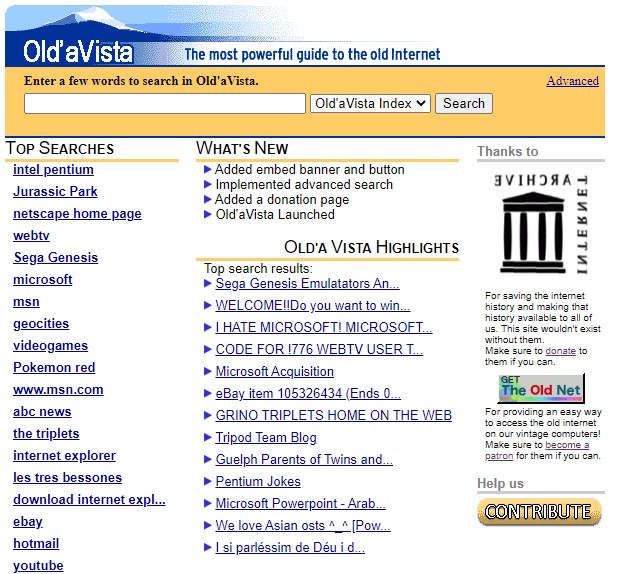 Old'aVista
The most powerful guide to the old Internet
Enter a few words to search in Old'aVista.
Advanced
Old'aVista Index
Search
TOP SEARCHES
intel pentium
Jurassic Park
netscape home page
webtv
Sega Genesis
microsoft
msn
geocities
videogames
Pokemon red
www.msn.com
abc news
the triplets
internet explorer
les tres bessones
download internet expl...
ebay
hotmail
youtube
WHAT'S NEW
Added embed banner and button
Implemented advanced search
Added a donation page
Old'aVista Launched
OLD'A VISTA HIGHLIGHTS
Top search results:
Sega Genesis Emulatators An...
WELCOME!!Do you want to win...
I HATE MICROSOFT! MICROSOFT...
CODE FOR !776 WEBTV USER T...
Microsoft Acquisition
eBay item 105326434 (Ends 0...
GRINO TRIPLETS HOME ON THE WEB
Tripod Team Blog
Guelph Parents of Twins and...
Pentium Jokes
Microsoft Powerpoint - Arab...
We love Asian osts ^_^ [Pow...
I si parléssim de Déu i d...
Thanks to
INTERNET
ARCHIVE
For saving the internet
history and making that
history available to all of
us. This site wouldn't exist
without them.
Make sure to donate to
them if you can.
GET
The Old Net
For providing an easy way
to access the old internet
on our vintage computers!
Make sure to become a
patron for them if you can.
Help us
CONTRIBUTE